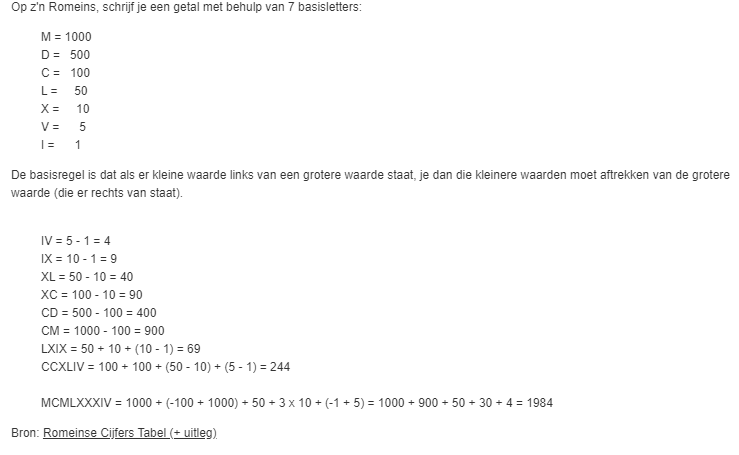 Op z'n Romeins, schrijf je een getal met behulp van 7 basisletters:
M = 1000
D = 500
C = 100
L = 50
X = 10
V = 5
I = 1
De basisregel is dat als er kleine waarde links van een grotere waarde staat, je dan die kleinere waarden moet aftrekken van de grotere
waarde (die er rechts van staat).
IV = 5 - 1 = 4
IX = 10 - 1 = 9
XL = 50 - 10 = 40
XC = 100 - 10 = 90
CD = 500 - 100 = 400
CM = 1000 - 100 = 900
LXIX = 50 + 10 + (10 - 1) = 69
CCXLIV = 100 + 100 + (50 - 10) + (5 - 1) = 244
MCMLXXXIV = 1000 + (-100 + 1000) + 50 + 3 x 10 + (-1 + 5) = 1000 + 900 + 50 + 30 + 4 = 1984
Bron: Romeinse Cijfers Tabel (+ uitleg)